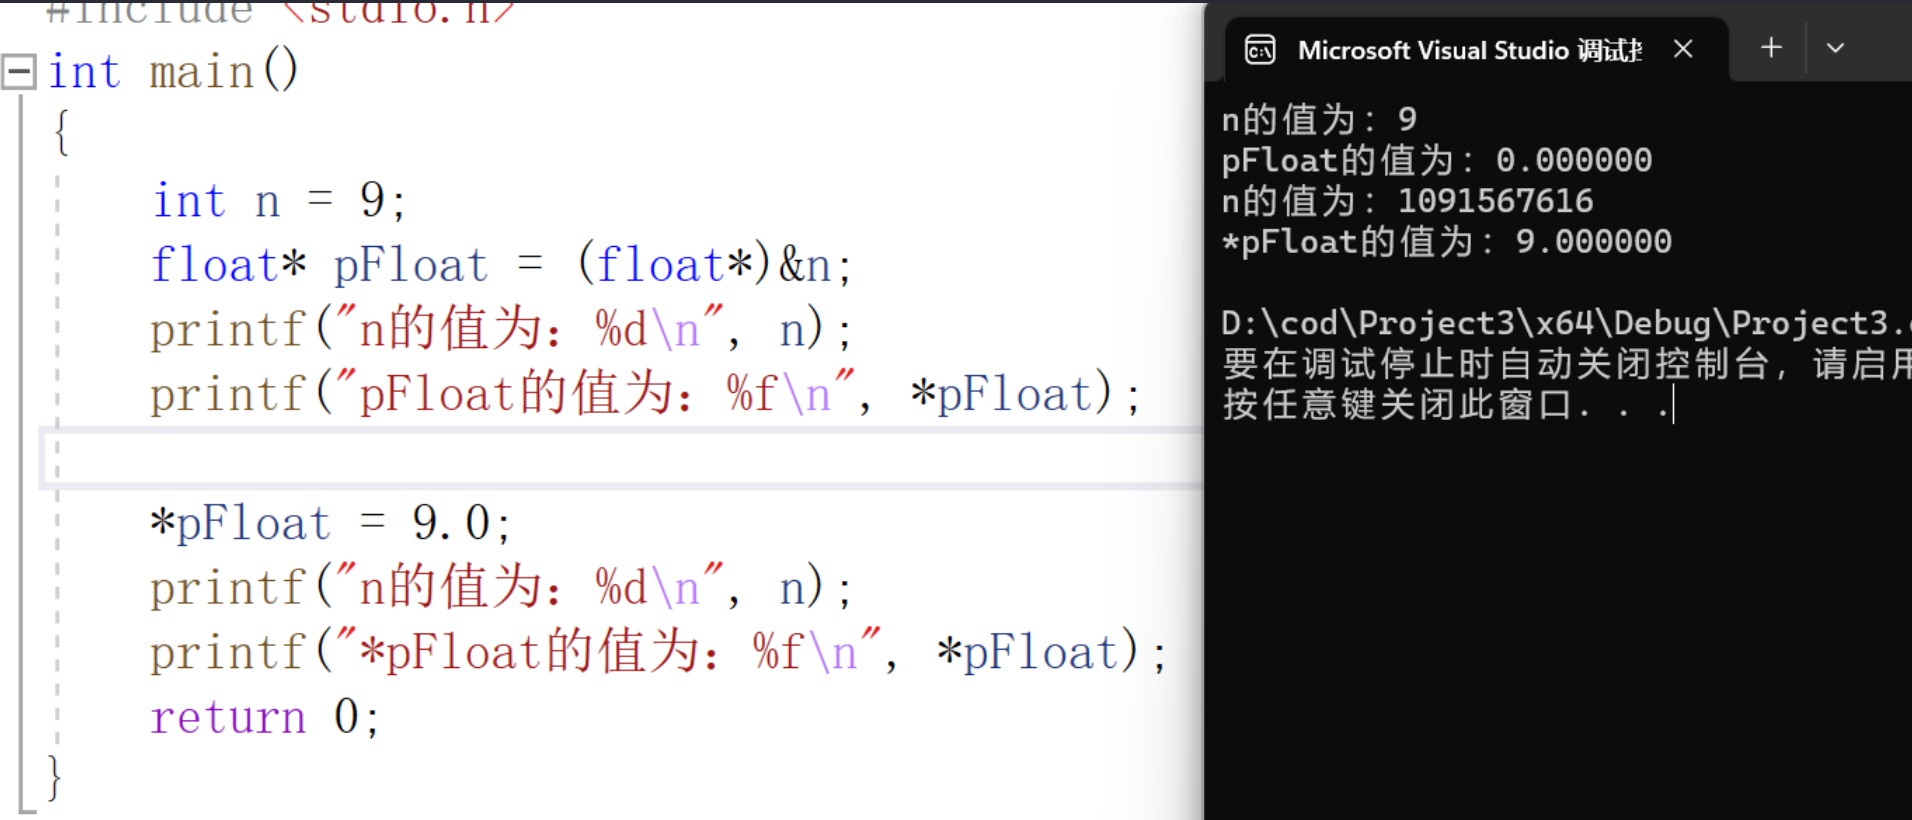 #include <stdio.h>
int main()
{
int n = 9;
float* pFloat = (float*)&n;
printf("n的值为：%d\n", n);
printf("pFloat的值为：%f\n", *pFloat);
*pFloat = 9.0;
printf("n的值为：%d\n", n);
printf("*pFloat的值为：%f\n", *pFloat);
return 0;
}
Microsoft Visual Studio 调试控
n的值为：9
pFloat的值为：0.000000
n的值为：1091567616
*pFloat的值为：9.000000
D:\cod\Project3\x64\Debug\Project3.
要在调试停止时自动关闭控制台，请启用
按任意键关闭此窗口. . .